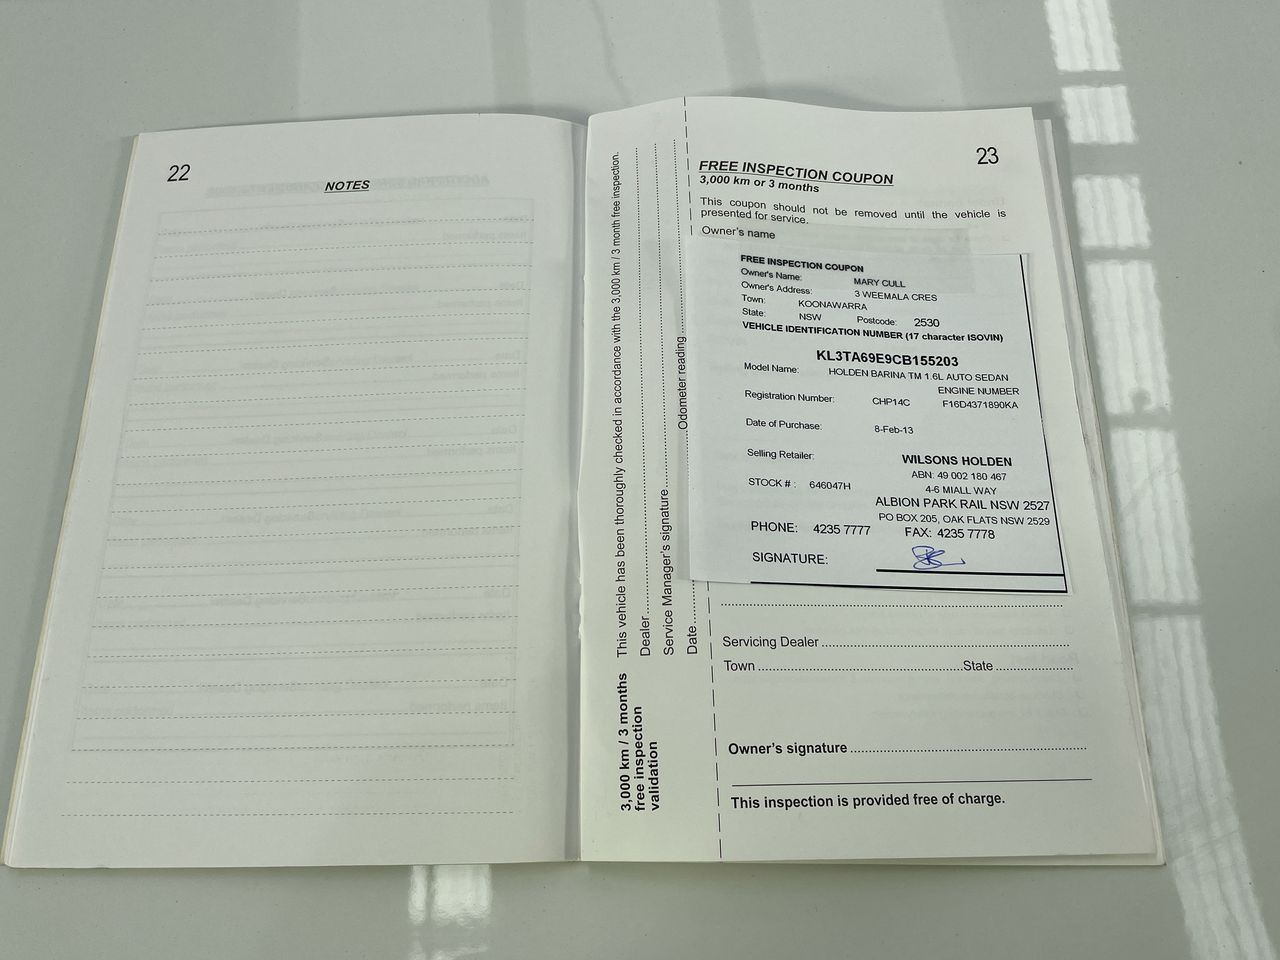 22
NOTES
This vehicle has been thoroughly checked in accordance with the 3,000 km / 3 month free inspection.
Dealer
Service Manager's signature
Date Odometer reading
3,000 km / 3 months
free inspection
validation
23
FREE INSPECTION COUPON
3,000 km or 3 months
This coupon should not be removed until the vehicle is
presented for service.
Owner's name
FREE INSPECTION COUPON
Owner's Name: MARY CULL
Owner's Address: 3 WEEMALA CRES
Town: KOONAWARRA
State: NSW Postcode: 2530
VEHICLE IDENTIFICATION NUMBER (17 character ISOVIN)
KL3TA69E9CB155203
Model Name: HOLDEN BARINA TM 1.6L AUTO SEDAN
ENGINE NUMBER
Registration Number: CHP14C F16D4371890KA
Date of Purchase: 8-Feb-13
Selling Retailer: WILSONS HOLDEN
ABN: 49 002 180 467
STOCK # : 646047H 4-6 MIALL WAY
ALBION PARK RAIL NSW 2527
PO BOX 205, OAK FLATS NSW 2529
PHONE: 4235 7777 FAX: 4235 7778
SIGNATURE:
Servicing Dealer
Town State
Owner's signature
This inspection is provided free of charge.